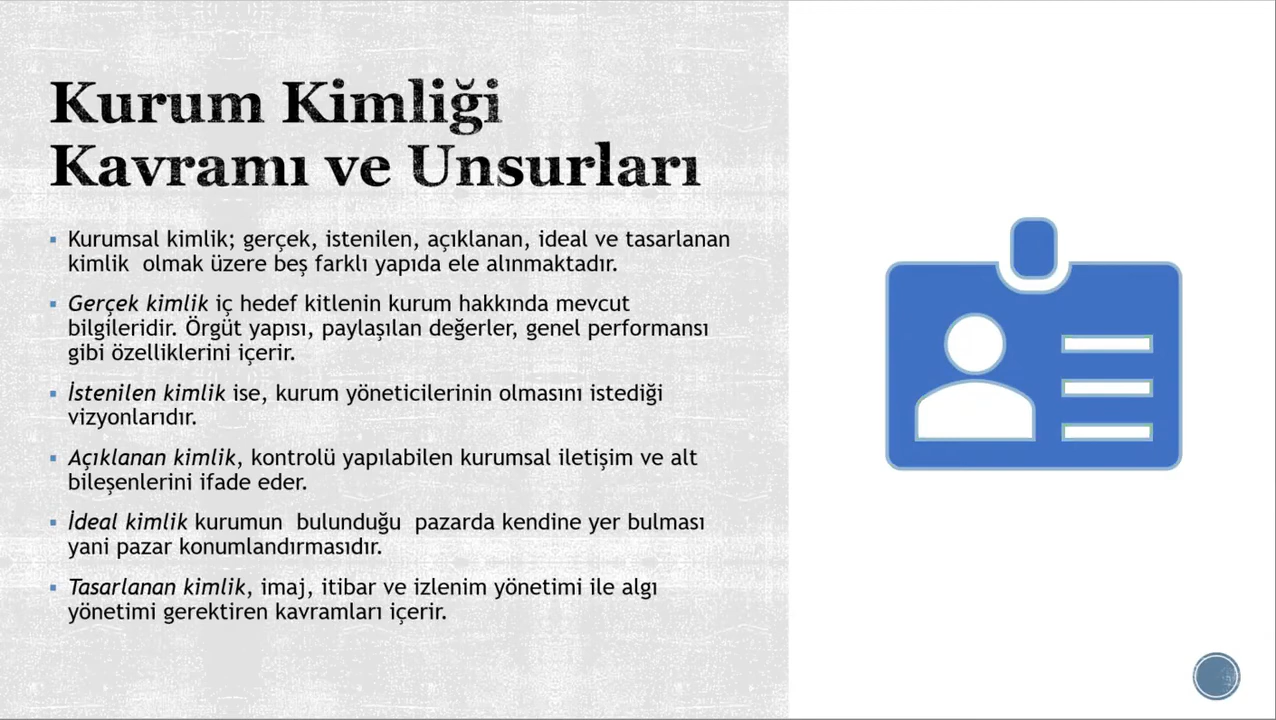 Kurum Kimliği
Kavramı ve Unsurları
▪ Kurumsal kimlik; gerçek, istenilen, açıklanan, ideal ve tasarlanan
kimlik olmak üzere beş farklı yapıda ele alınmaktadır.
▪ Gerçek kimlik iç hedef kitlenin kurum hakkında mevcut
bilgileridir. Örgüt yapısı, paylaşılan değerler, genel performansı
gibi özelliklerini içerir.
▪ İstenilen kimlik ise, kurum yöneticilerinin olmasını istediği
vizyonlarıdır.
▪ Açıklanan kimlik, kontrolü yapılabilen kurumsal iletişim ve alt
bileşenlerini ifade eder.
▪ İdeal kimlik kurumun bulunduğu pazarda kendine yer bulması
yani pazar konumlandırmasıdır.
▪ Tasarlanan kimlik, imaj, itibar ve izlenim yönetimi ile algı
yönetimi gerektiren kavramları içerir.